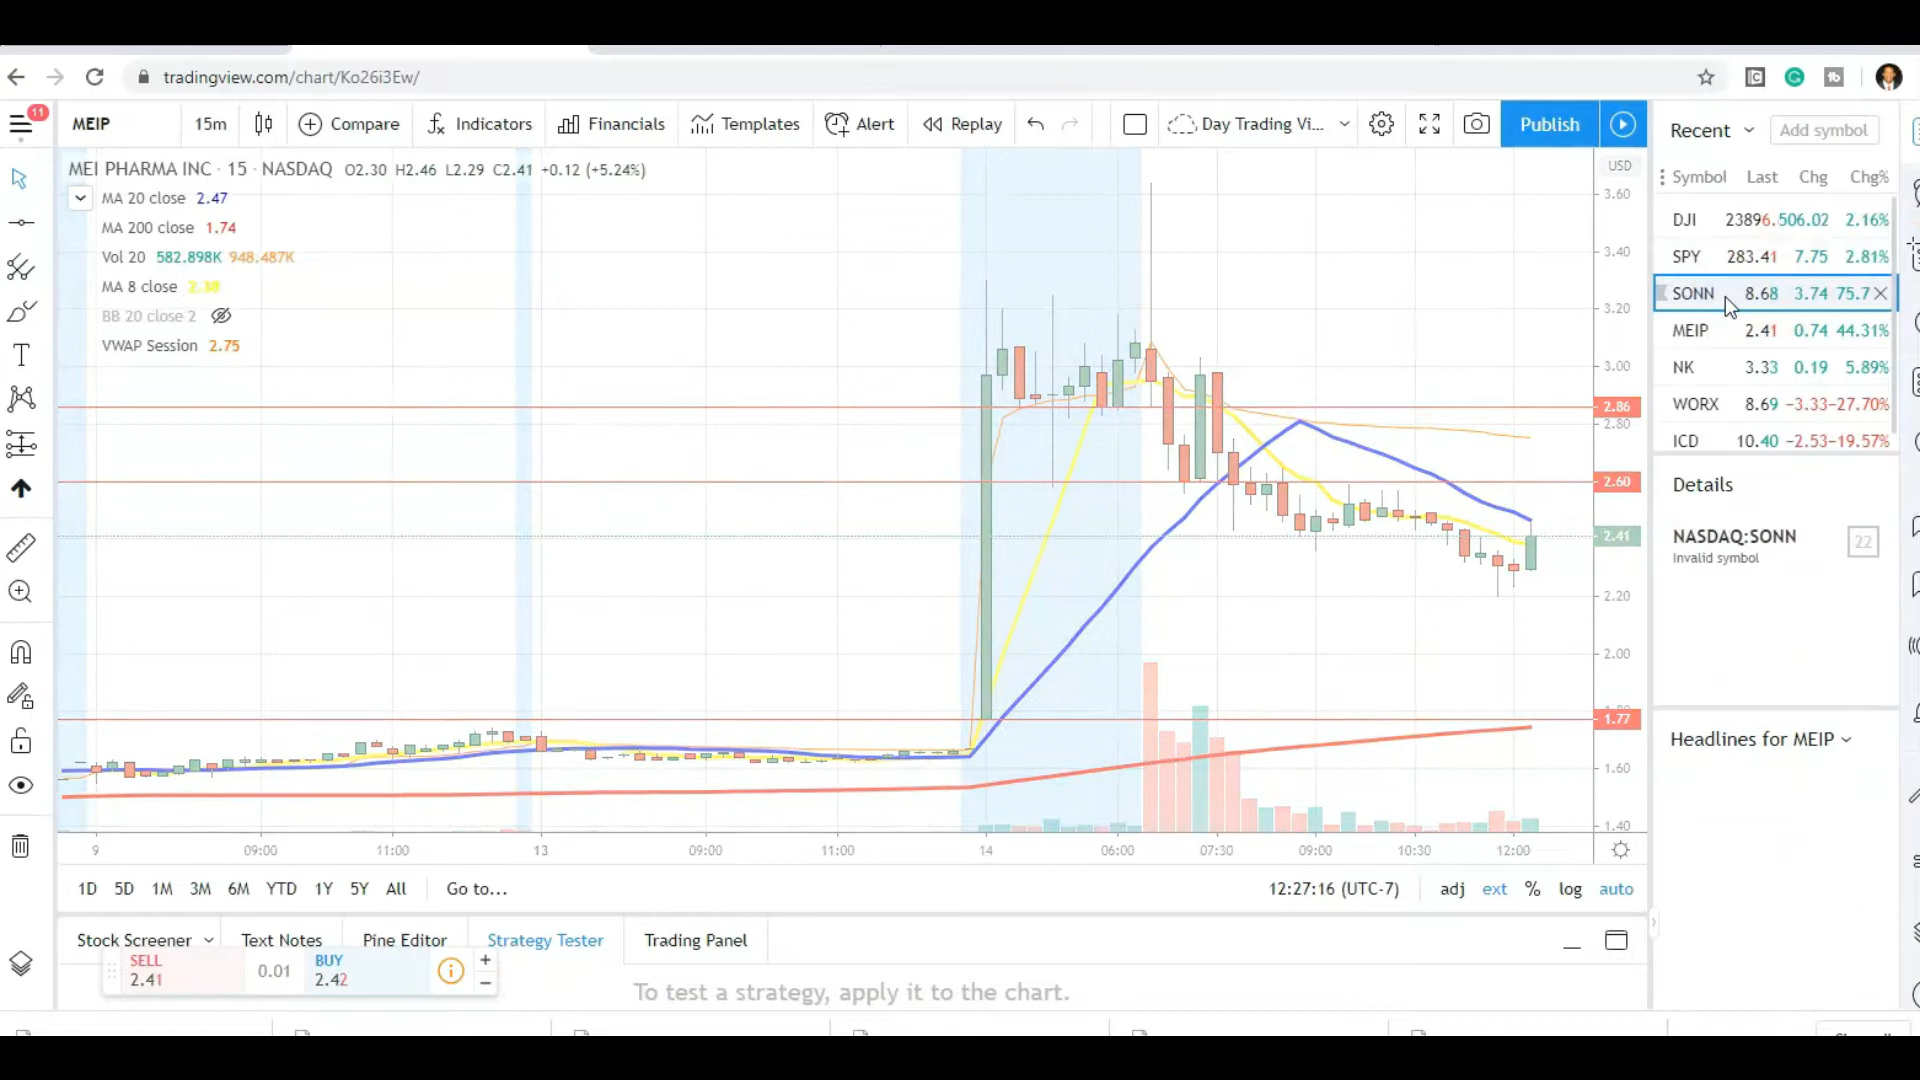 tradingview.com/chart/Ko26i3Ew/
11
MEIP
15m
Compare
Indicators
Financials
Templates
Alert
Replay
Day Trading Vi...
Publish
Recent
Add symbol
MEI PHARMA INC · 15 · NASDAQ O2.30 H2.46 L2.29 C2.41 +0.12 (+5.24%)
MA 20 close 2.47
MA 200 close 1.74
Vol 20 582.898K 948.487K
MA 8 close
BB 20 close 2
VWAP Session 2.75
USD
3.60
3.40
3.20
3.00
2.86
2.80
2.60
2.41
2.20
2.00
1.77
1.60
1.40
Symbol Last Chg Chg%
DJI 23896. 506.02 2.16%
SPY 283.41 7.75 2.81%
SONN 8.68 3.74 75.7
MEIP 2.41 0.74 44.31%
NK 3.33 0.19 5.89%
WORX 8.69 -3.33 -27.70%
ICD 10.40 -2.53 -19.57%
Details
NASDAQ:SONN
Invalid symbol
22
Headlines for MEIP
9 09:00 11:00 13 09:00 11:00 14 06:00 07:30 09:00 10:30 12:00
1D 5D 1M 3M 6M YTD 1Y 5Y All Go to...
12:27:16 (UTC-7) adj ext % log auto
Stock Screener Text Notes Pine Editor Strategy Tester Trading Panel
SELL
2.41
0.01
BUY
2.42
To test a strategy, apply it to the chart.